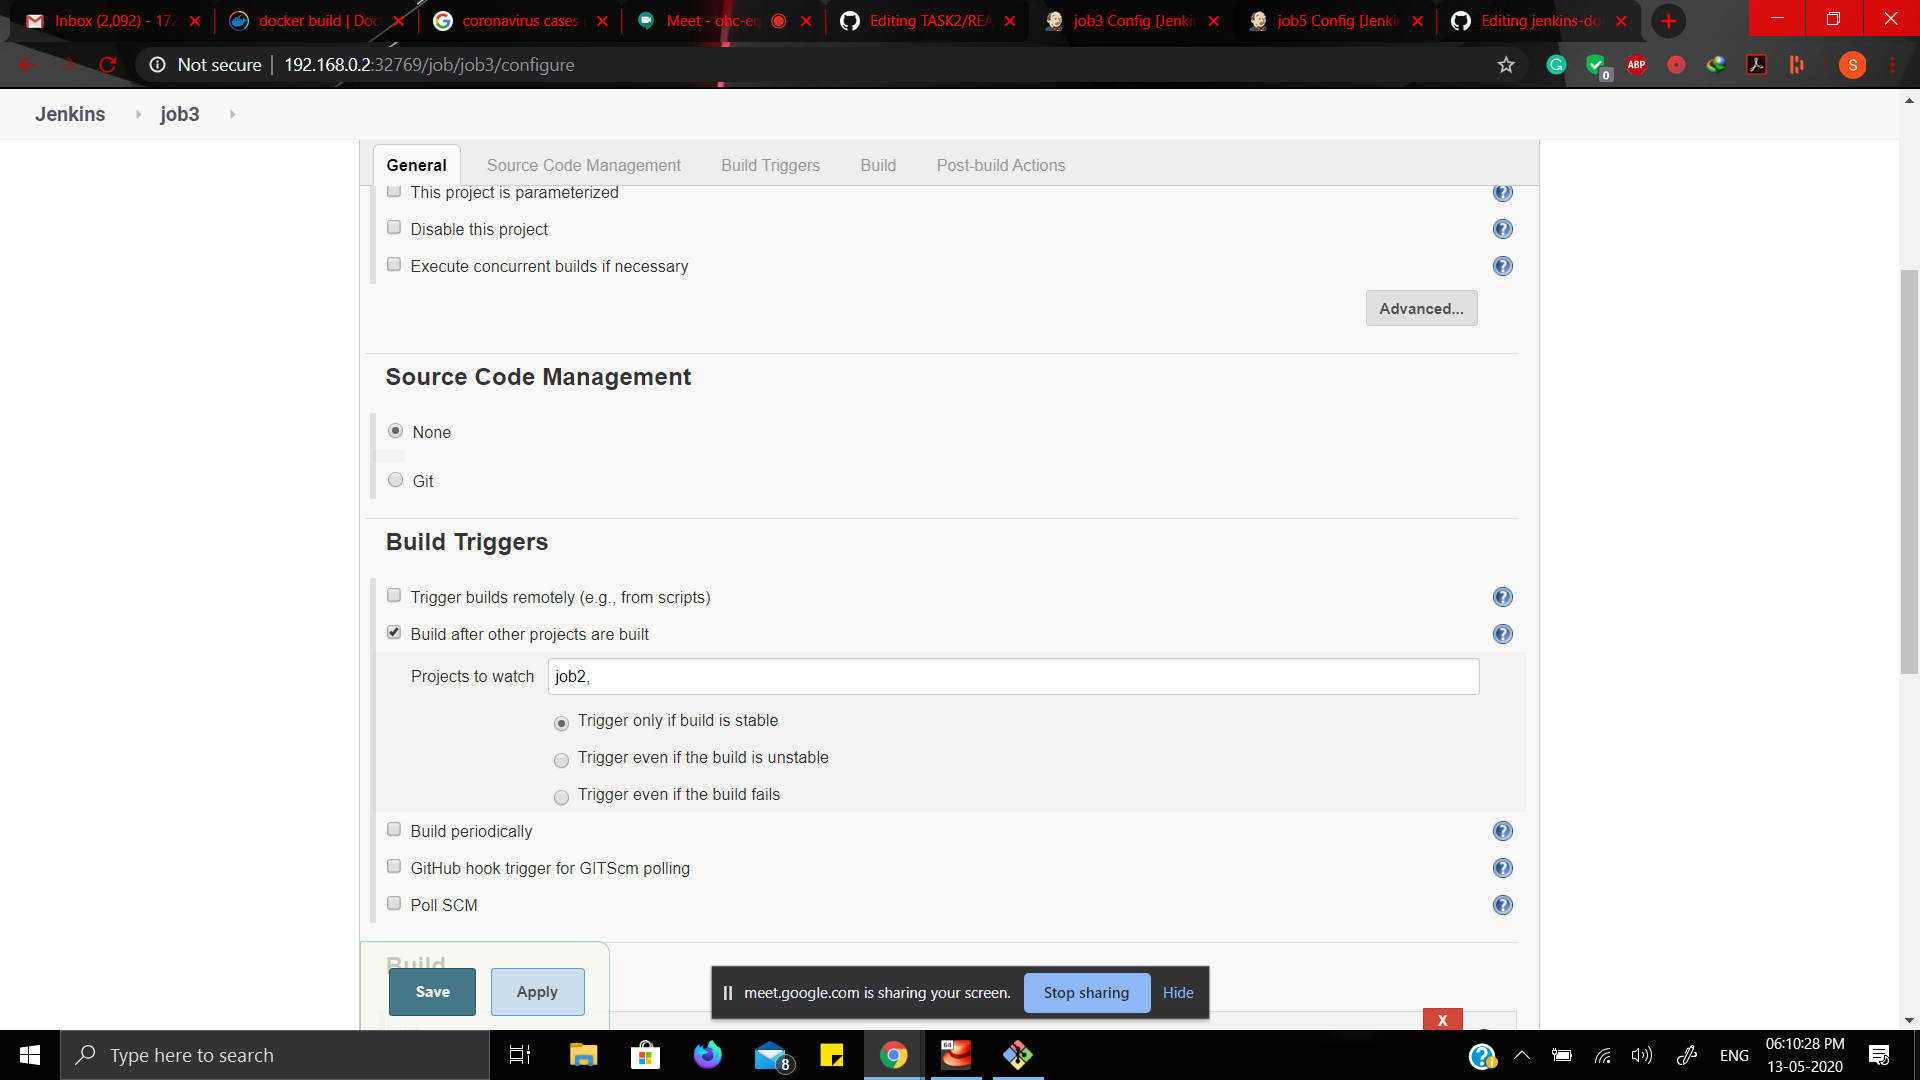 Inbox (2,092) - 172
docker build | Doc
coronavirus cases
Meet - ohc-eq
Editing TASK2/REA
job3 Config [Jenkin
job5 Config [Jenkin
Editing jenkins-do
Not secure | 192.168.0.2:32769/job/job3/configure
0
ABP
S
Jenkins
job3
General
Source Code Management
Build Triggers
Build
Post-build Actions
This project is parameterized
Disable this project
Execute concurrent builds if necessary
Advanced...
Source Code Management
None
Git
Build Triggers
Trigger builds remotely (e.g., from scripts)
Build after other projects are built
Projects to watch
job2,
Trigger only if build is stable
Trigger even if the build is unstable
Trigger even if the build fails
Build periodically
GitHub hook trigger for GITScm polling
Poll SCM
Build
Save
Apply
meet.google.com is sharing your screen.
Stop sharing
Hide
X
Type here to search
8
64
ENG
06:10:28 PM
13-05-2020